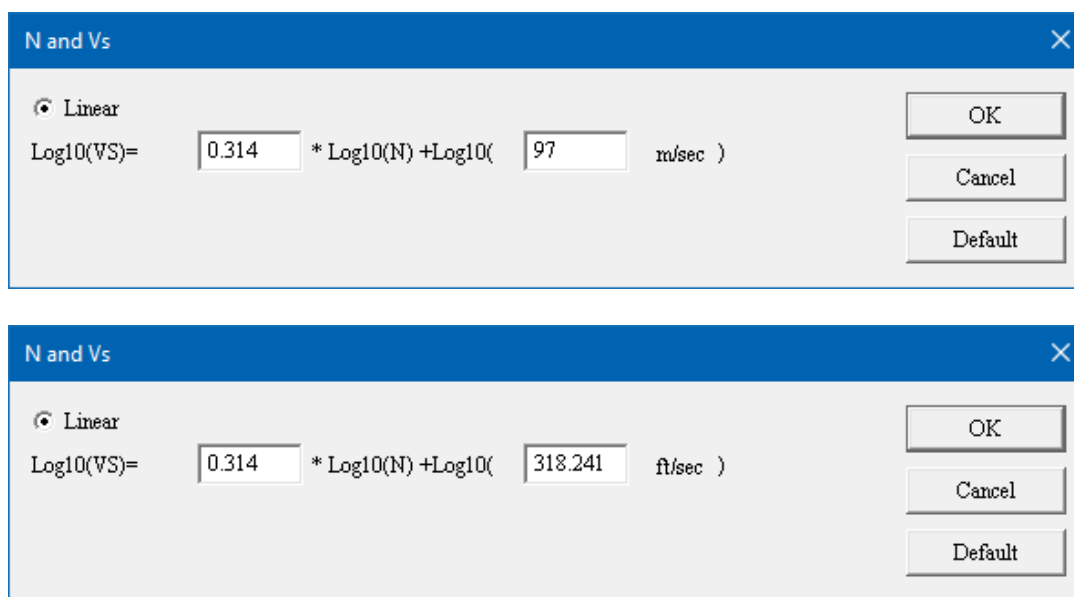 N and Vs
Linear
OK
Log10(VS)= 0.314 * Log10(N) +Log10( 97 m/sec )
Cancel
Default
N and Vs
Linear
OK
Log10(VS)= 0.314 * Log10(N) +Log10( 318.241 ft/sec )
Cancel
Default